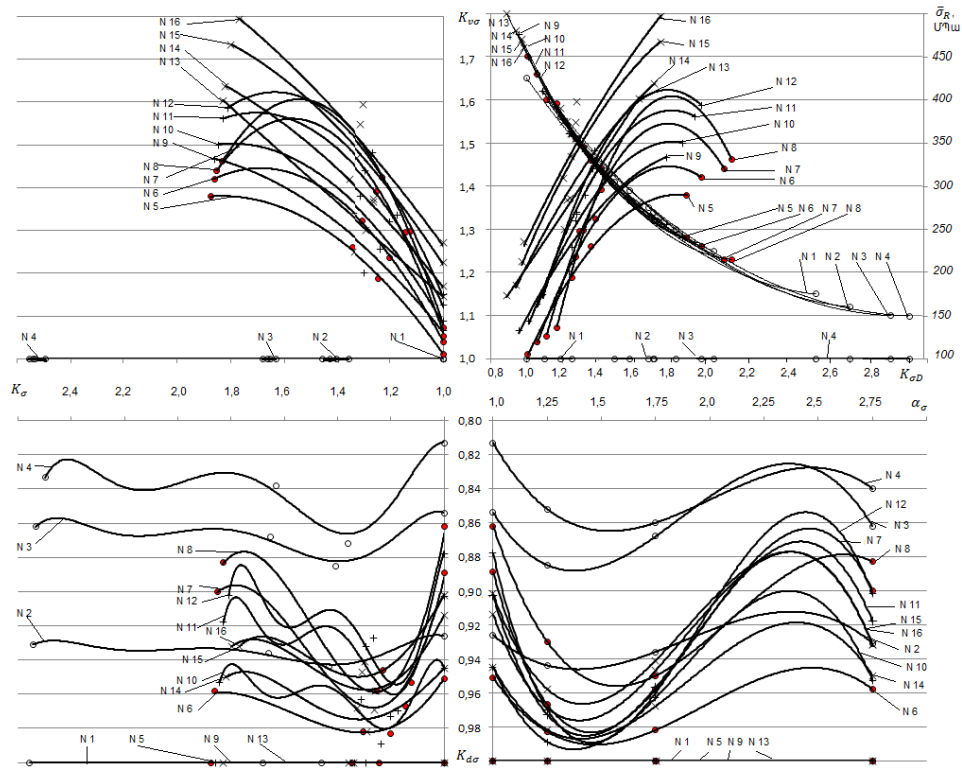 N 16
N 15
N 14
N 13
N 12
N 11
N 10
N 9
N 8
N 7
N 6
N 5
N 4
N 3
N 2
N 1
K_vσ
1,7
1,6
1,5
1,4
1,3
1,2
1,1
1,0
N 13
N 14
N 15
N 16
N 9
N 10
N 11
N 12
N 16
N 15
N 14
N 13
N 12
N 11
N 10
N 9
N 8
N 7
N 6
N 5
N 5
N 6
N 7
N 8
N 1
N 2
N 3
N 4
N 1
N 2
N 3
N 4
σ̄_R,
ՄՊա
450
400
350
300
250
200
150
100
0,8
1,0
1,2
1,4
1,6
1,8
2,0
2,2
2,4
2,6
2,8
K_σD
K_σ
2,4
2,2
2,0
1,8
1,6
1,4
1,2
1,0
1,0
1,25
1,5
1,75
2,0
2,25
2,5
2,75
α_σ
0,80
0,82
0,84
0,86
0,88
0,90
0,92
0,94
0,96
0,98
K_dσ
N 4
N 3
N 2
N 8
N 7
N 12
N 11
N 16
N 15
N 10
N 14
N 6
N 1
N 5
N 9
N 13
N 4
N 12
N 3
N 7
N 8
N 11
N 15
N 16
N 2
N 10
N 14
N 6
N 1
N 5
N 9
N 13